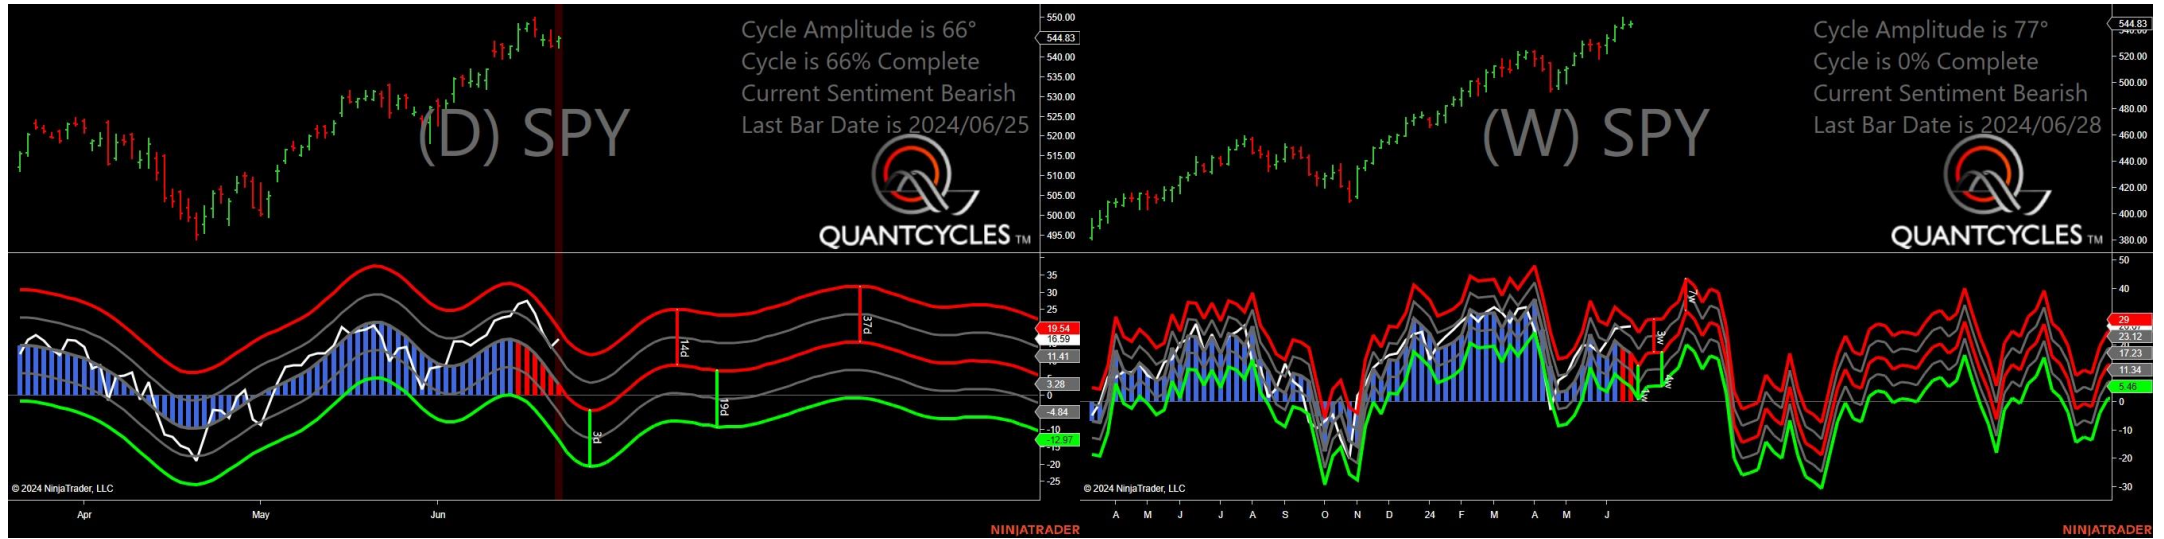 Cycle Amplitude is 66°
Cycle is 66% Complete
Current Sentiment Bearish
Last Bar Date is 2024/06/25
(D) SPY
QUANTCYCLES TM
550.00
544.83
540.00
535.00
530.00
525.00
520.00
515.00
510.00
505.00
500.00
495.00
35
30
25
19.54
16.59
11.41
3.28
0
-4.84
-10
-12.97
-20
-25
3d
14d
19d
37d
© 2024 NinjaTrader, LLC
Apr May Jun
NINJATRADER
Cycle Amplitude is 77°
Cycle is 0% Complete
Current Sentiment Bearish
Last Bar Date is 2024/06/28
(W) SPY
QUANTCYCLES TM
544.83
540.00
520.00
500.00
480.00
460.00
440.00
420.00
400.00
380.00
50
40
29
23.12
17.23
11.34
5.46
0
-10
-20
-30
1w
3w
4w
7w
© 2024 NinjaTrader, LLC
A M J J A S O N D 24 F M A M J
NINJATRADER